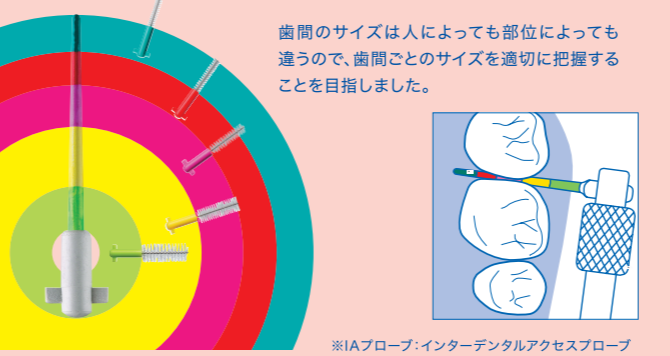 歯間のサイズは人によっても部位によっても
違うので、歯間ごとのサイズを適切に把握する
ことを目指しました。
※IAプローブ:インターデンタルアクセスプローブ